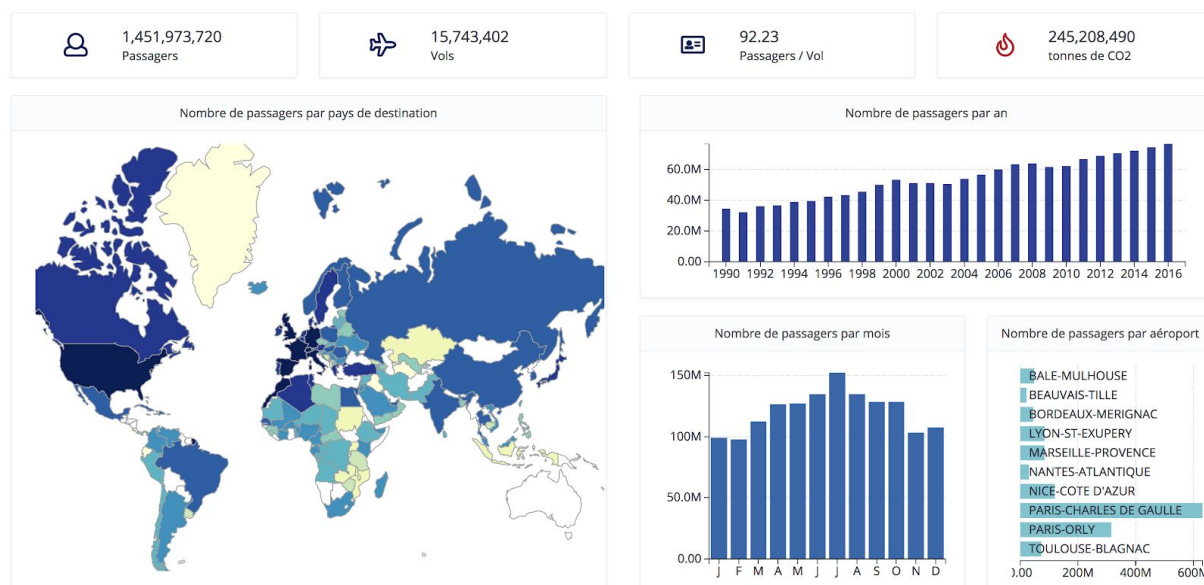 1,451,973,720
Passagers
15,743,402
Vols
92.23
Passagers / Vol
245,208,490
tonnes de CO2
Nombre de passagers par pays de destination
Nombre de passagers par an
60.0M
40.0M
20.0M
0.00
1990 1992 1994 1996 1998 2000 2002 2004 2006 2008 2010 2012 2014 2016
Nombre de passagers par mois
150M
100M
50.0M
0.00
J F M A M J J A S O N D
Nombre de passagers par aéroport
BALE-MULHOUSE
BEAUVAIS-TILLE
BORDEAUX-MERIGNAC
LYON-ST-EXUPERY
MARSEILLE-PROVENCE
NANTES-ATLANTIQUE
NICE-COTE D'AZUR
PARIS-CHARLES DE GAULLE
PARIS-ORLY
TOULOUSE-BLAGNAC
200M 400M